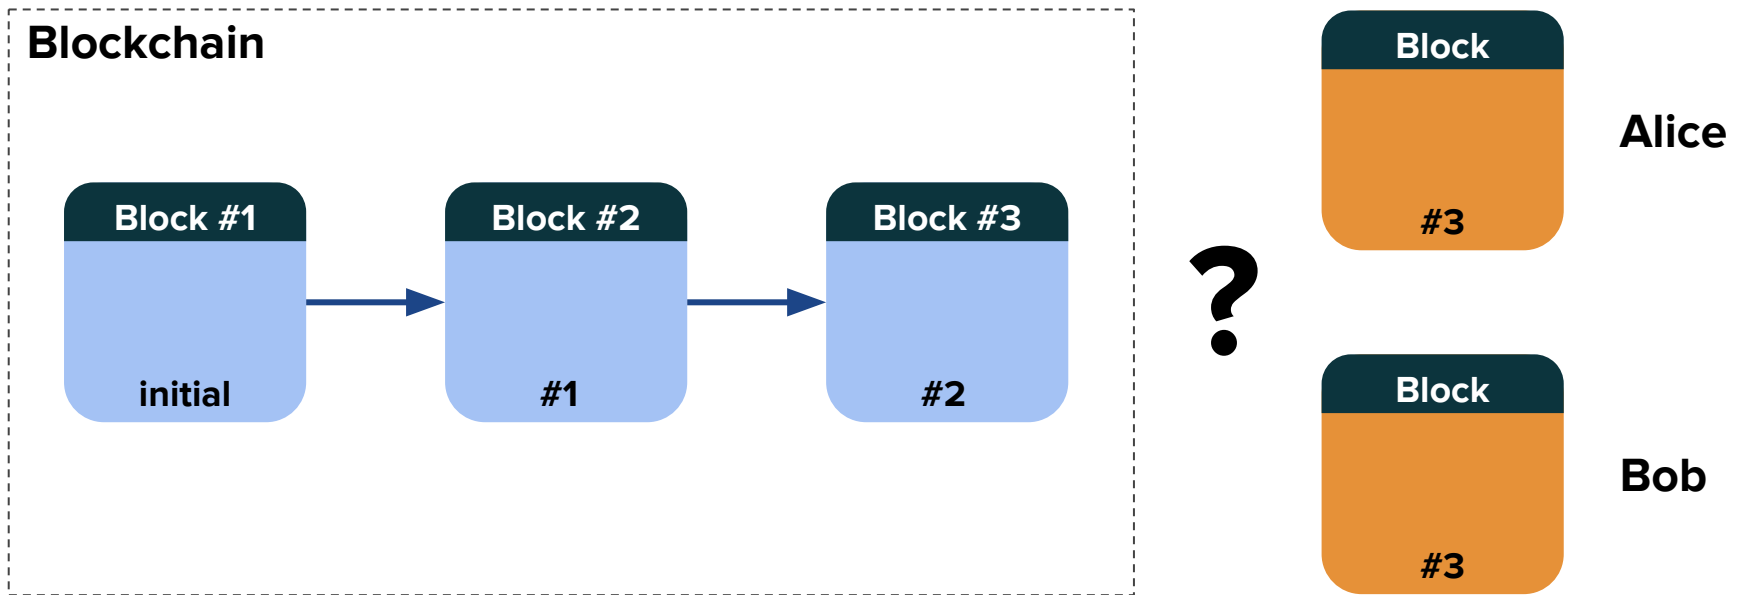 Blockchain
Block #1
initial
Block #2
#1
Block #3
#2
?
Block
#3
Alice
Block
#3
Bob